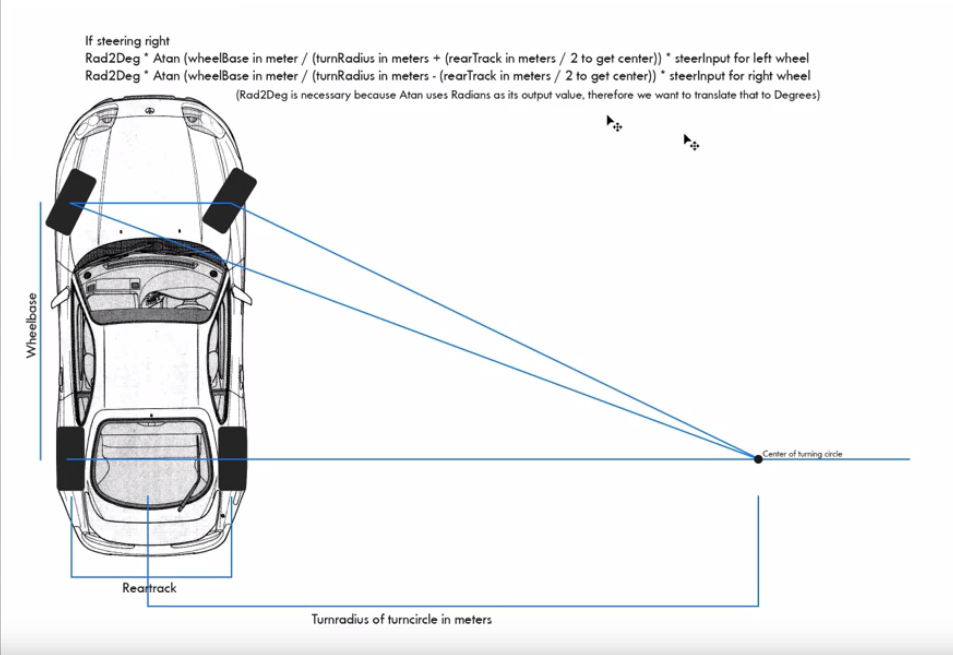 If steering right
Rad2Deg * Atan (wheelBase in meter / (turnRadius in meters + (rearTrack in meters / 2 to get center)) * steerInput for left wheel
Rad2Deg * Atan (wheelBase in meter / (turnRadius in meters - (rearTrack in meters / 2 to get center)) * steerInput for right wheel
(Rad2Deg is necessary because Atan uses Radians as its output value, therefore we want to translate that to Degrees)
Wheelbase
Center of turning circle
Reartrack
Turnradius of turncircle in meters